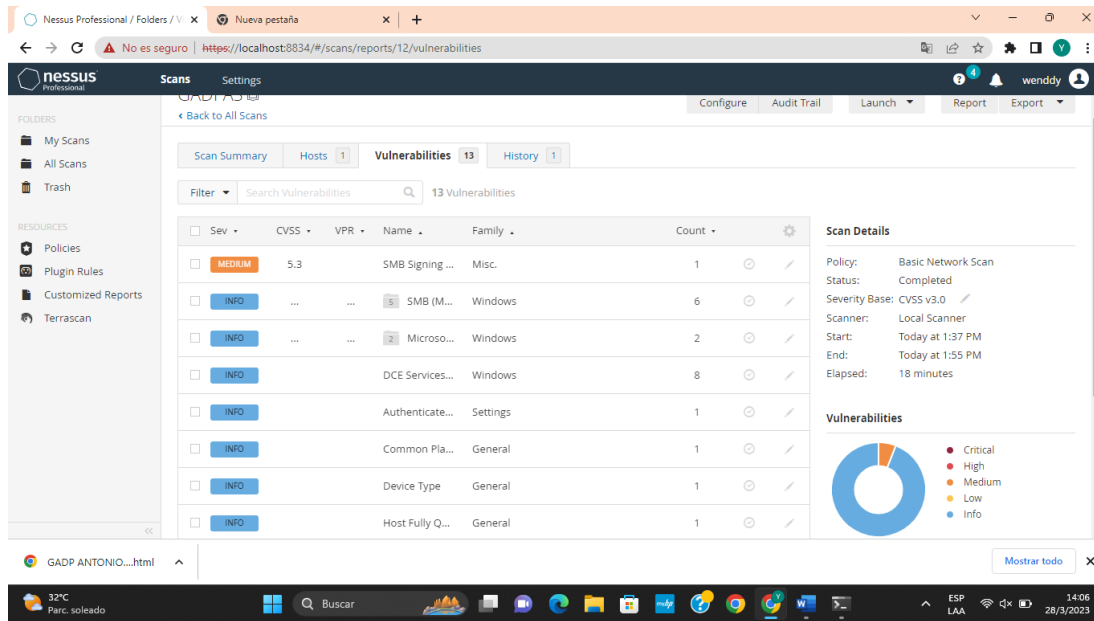 Nessus Professional / Folders / V
Nueva pestaña
No es seguro | https://localhost:8834/#/scans/reports/12/vulnerabilities
Y
nessus Professional
Scans
Settings
4
wenddy
FOLDERS
My Scans
All Scans
Trash
RESOURCES
Policies
Plugin Rules
Customized Reports
Terrascan
‹ Back to All Scans
Configure
Audit Trail
Launch
Report
Export
Scan Summary
Hosts 1
Vulnerabilities 13
History 1
Filter
Search Vulnerabilities
13 Vulnerabilities
Sev CVSS VPR Name Family Count
MEDIUM 5.3 SMB Signing ... Misc. 1
INFO ... ... 5 SMB (M... Windows 6
INFO ... ... 2 Microso... Windows 2
INFO DCE Services... Windows 8
INFO Authenticate... Settings 1
INFO Common Pla... General 1
INFO Device Type General 1
INFO Host Fully Q... General 1
Scan Details
Policy: Basic Network Scan
Status: Completed
Severity Base: CVSS v3.0
Scanner: Local Scanner
Start: Today at 1:37 PM
End: Today at 1:55 PM
Elapsed: 18 minutes
Vulnerabilities
Critical
High
Medium
Low
Info
GADP ANTONIO....html
Mostrar todo
32°C
Parc. soleado
Buscar
ESP
LAA
14:06
28/3/2023